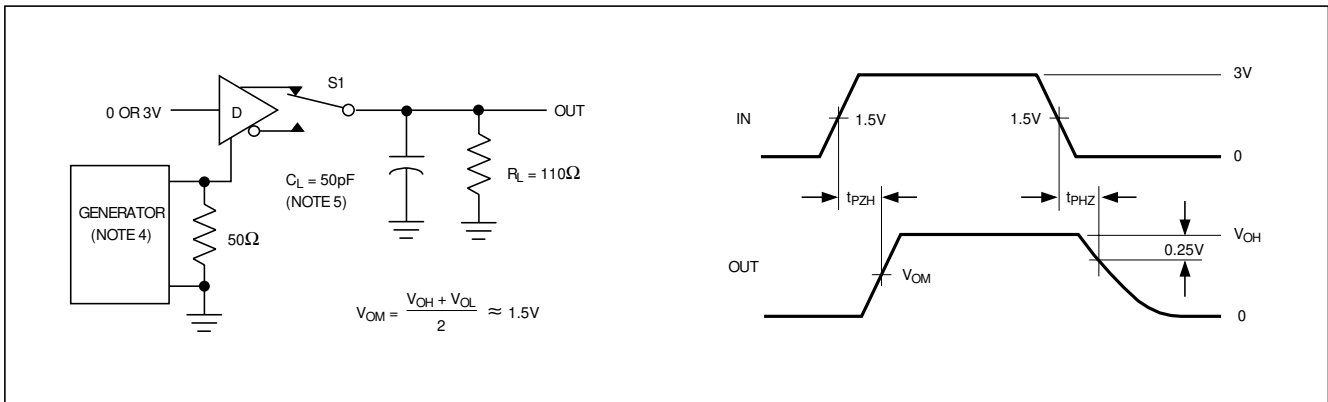 S1
0 OR 3V
D
OUT
GENERATOR
(NOTE 4)
50Ω
C_L = 50pF
(NOTE 5)
R_L = 110Ω
V_OM = (V_OH + V_OL) / 2 ≈ 1.5V
3V
IN
1.5V
1.5V
0
t_PZH
t_PHZ
V_OH
0.25V
OUT
V_OM
0